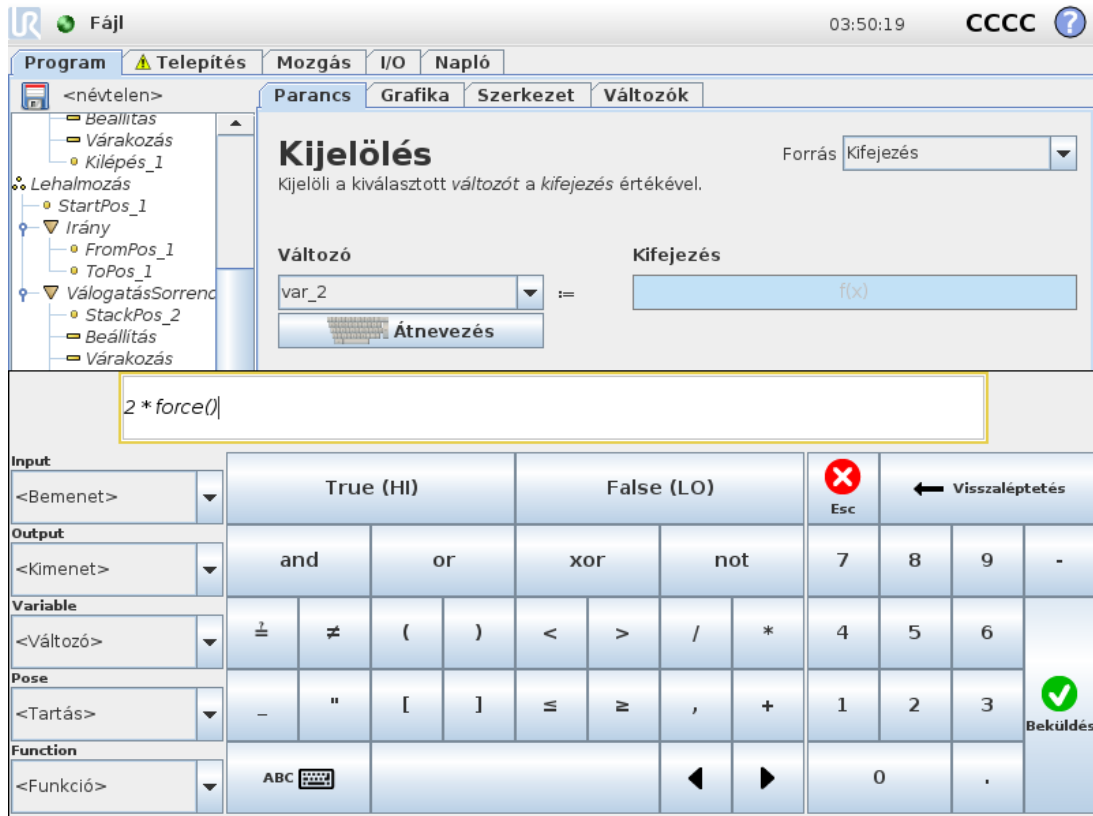 UR Fájl 03:50:19 CCCC ?
Program Telepítés Mozgás I/O Napló
<névtelen> Parancs Grafika Szerkezet Változók
Beállítás
Várakozás
Kilépés_1
Lehalmozás
StartPos_1
Irány
FromPos_1
ToPos_1
VálogatásSorrend
StackPos_2
Beállítás
Várakozás
Kijelölés
Forrás Kifejezés
Kijelöli a kiválasztott változót a kifejezés értékével.
Változó Kifejezés
var_2 := f(x)
Átnevezés
2 * force()
Input
<Bemenet>
Output
<Kimenet>
Variable
<Változó>
Pose
<Tartás>
Function
<Funkció>
True (HI) False (LO) Esc Visszaléptetés
and or xor not 7 8 9 -
≟ ≠ ( ) < > / * 4 5 6
_ " [ ] ≤ ≥ , + 1 2 3 Beküldés
ABC 0 .